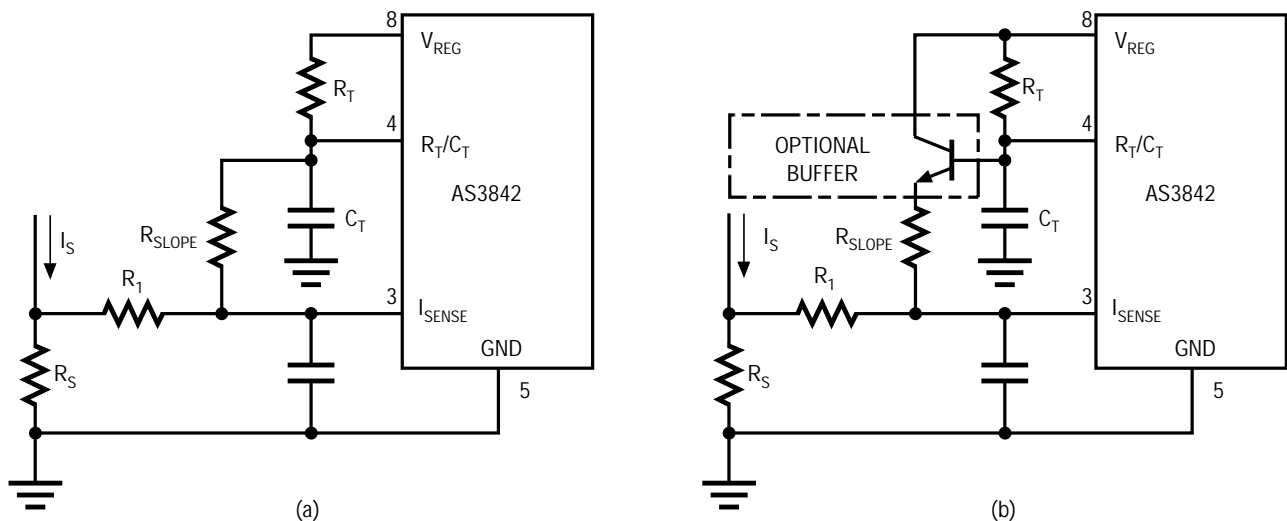 8
V_REG
R_T
4
R_T/C_T
AS3842
C_T
R_SLOPE
I_S
R_1
3
I_SENSE
GND
R_S
5
(a)
8
V_REG
R_T
4
OPTIONAL
BUFFER
R_T/C_T
AS3842
C_T
R_SLOPE
I_S
R_1
3
I_SENSE
GND
R_S
5
(b)